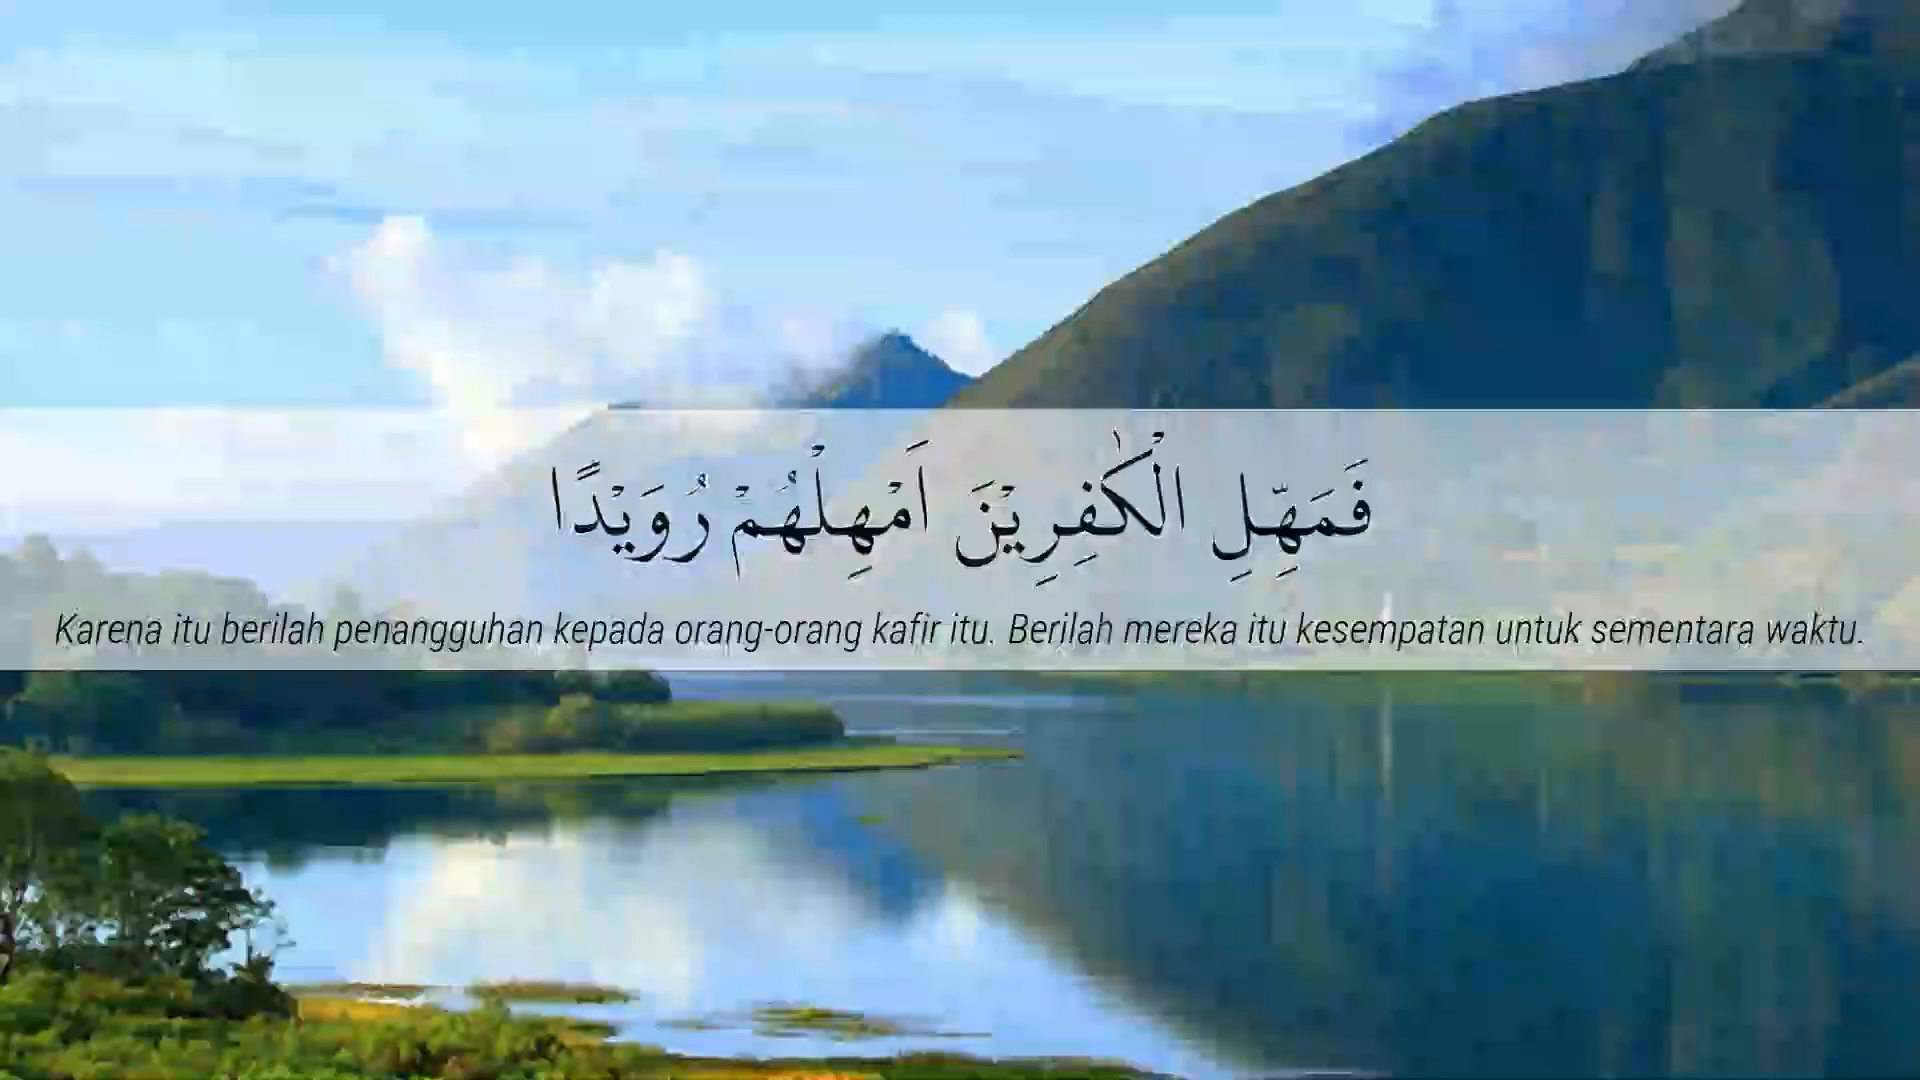 فَمَهِّلِ الْكٰفِرِيْنَ اَمْهِلْهُمْ رُوَيْدًا
Karena itu berilah penangguhan kepada orang-orang kafir itu. Berilah mereka itu kesempatan untuk sementara waktu.